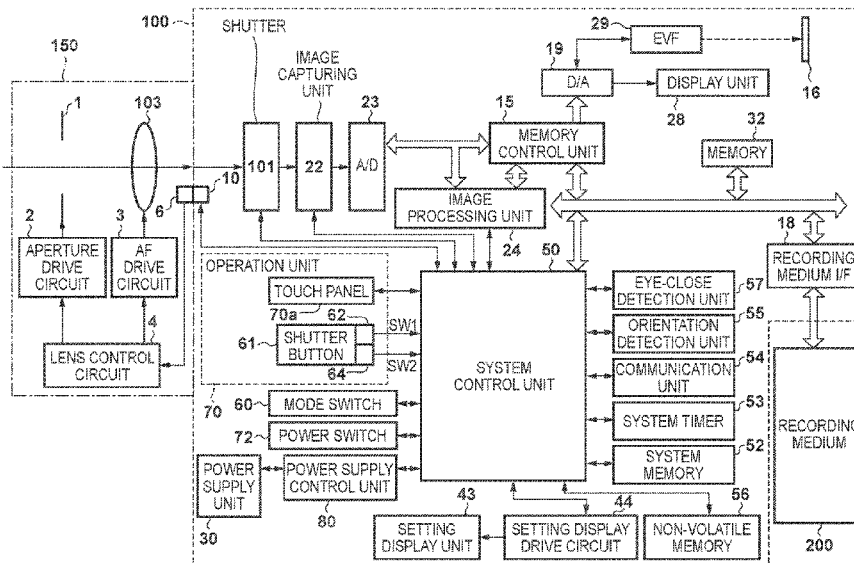 100
SHUTTER
150
IMAGE
CAPTURING
UNIT
29
EVF
19
D/A
DISPLAY UNIT
28
16
1
103
23
15
101
22
A/D
MEMORY
CONTROL UNIT
32
MEMORY
6
10
IMAGE
PROCESSING UNIT
24
2
3
APERTURE
DRIVE
CIRCUIT
AF
DRIVE
CIRCUIT
18
RECORDING
MEDIUM I/F
OPERATION UNIT
50
TOUCH PANEL
70a
62
EYE-CLOSE
DETECTION UNIT
57
55
4
61
SHUTTER
BUTTON
SW1
64
SW2
ORIENTATION
DETECTION UNIT
LENS CONTROL
CIRCUIT
SYSTEM
CONTROL UNIT
54
COMMUNICATION
UNIT
60
MODE SWITCH
70
53
SYSTEM TIMER
72
POWER SWITCH
52
SYSTEM
MEMORY
RECORDING
MEDIUM
POWER
SUPPLY
UNIT
30
POWER SUPPLY
CONTROL UNIT
80
43
44
56
SETTING
DISPLAY UNIT
SETTING DISPLAY
DRIVE CIRCUIT
NON-VOLATILE
MEMORY
200